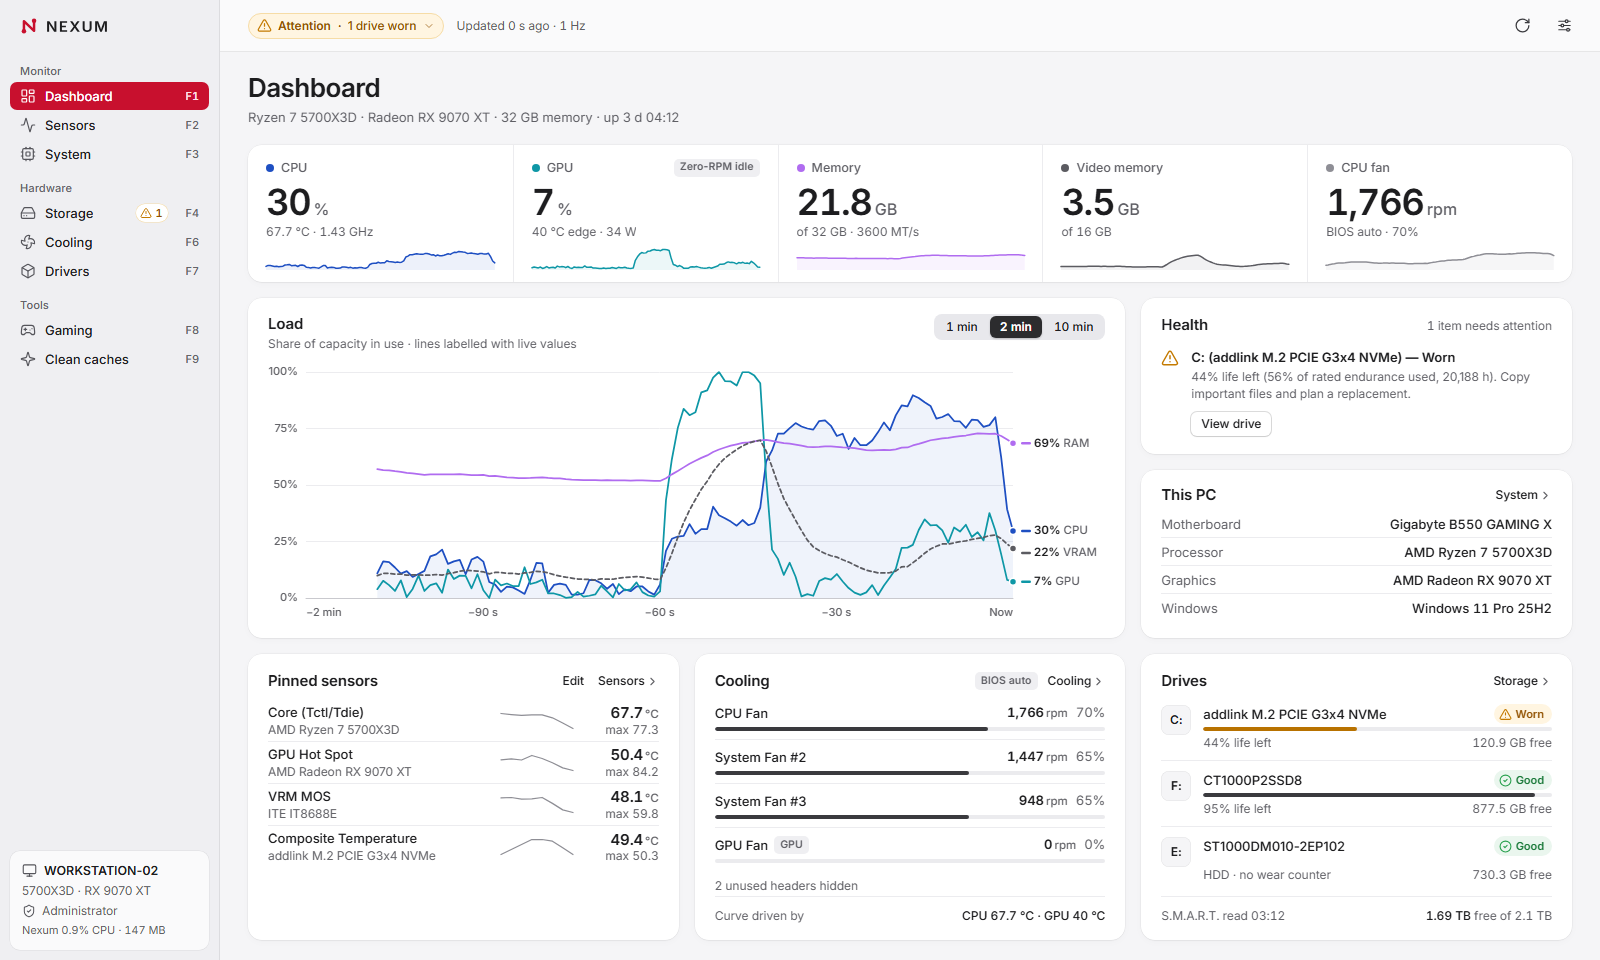 NEXUM
Monitor
Dashboard F1
Sensors F2
System F3
Hardware
Storage 1 F4
Cooling F6
Drivers F7
Tools
Gaming F8
Clean caches F9
WORKSTATION-02
5700X3D · RX 9070 XT
Administrator
Nexum 0.9% CPU · 147 MB
Attention · 1 drive worn
Updated 0 s ago · 1 Hz
Dashboard
Ryzen 7 5700X3D · Radeon RX 9070 XT · 32 GB memory · up 3 d 04:12
CPU
30 %
67.7 °C · 1.43 GHz
GPU Zero-RPM idle
7 %
40 °C edge · 34 W
Memory
21.8 GB
of 32 GB · 3600 MT/s
Video memory
3.5 GB
of 16 GB
CPU fan
1,766 rpm
BIOS auto · 70%
Load
Share of capacity in use · lines labelled with live values
1 min 2 min 10 min
100%
75%
50%
25%
0%
−2 min −90 s −60 s −30 s Now
69% RAM
30% CPU
22% VRAM
7% GPU
Health 1 item needs attention
C: (addlink M.2 PCIE G3x4 NVMe) — Worn
44% life left (56% of rated endurance used, 20,188 h). Copy
important files and plan a replacement.
View drive
This PC System
Motherboard Gigabyte B550 GAMING X
Processor AMD Ryzen 7 5700X3D
Graphics AMD Radeon RX 9070 XT
Windows Windows 11 Pro 25H2
Pinned sensors Edit Sensors
Core (Tctl/Tdie) 67.7 °C
AMD Ryzen 7 5700X3D max 77.3
GPU Hot Spot 50.4 °C
AMD Radeon RX 9070 XT max 84.2
VRM MOS 48.1 °C
ITE IT8688E max 59.8
Composite Temperature 49.4 °C
addlink M.2 PCIE G3x4 NVMe max 50.3
Cooling BIOS auto Cooling
CPU Fan 1,766 rpm 70%
System Fan #2 1,447 rpm 65%
System Fan #3 948 rpm 65%
GPU Fan GPU 0 rpm 0%
2 unused headers hidden
Curve driven by CPU 67.7 °C · GPU 40 °C
Drives Storage
C: addlink M.2 PCIE G3x4 NVMe Worn
44% life left 120.9 GB free
F: CT1000P2SSD8 Good
95% life left 877.5 GB free
E: ST1000DM010-2EP102 Good
HDD · no wear counter 730.3 GB free
S.M.A.R.T. read 03:12 1.69 TB free of 2.1 TB